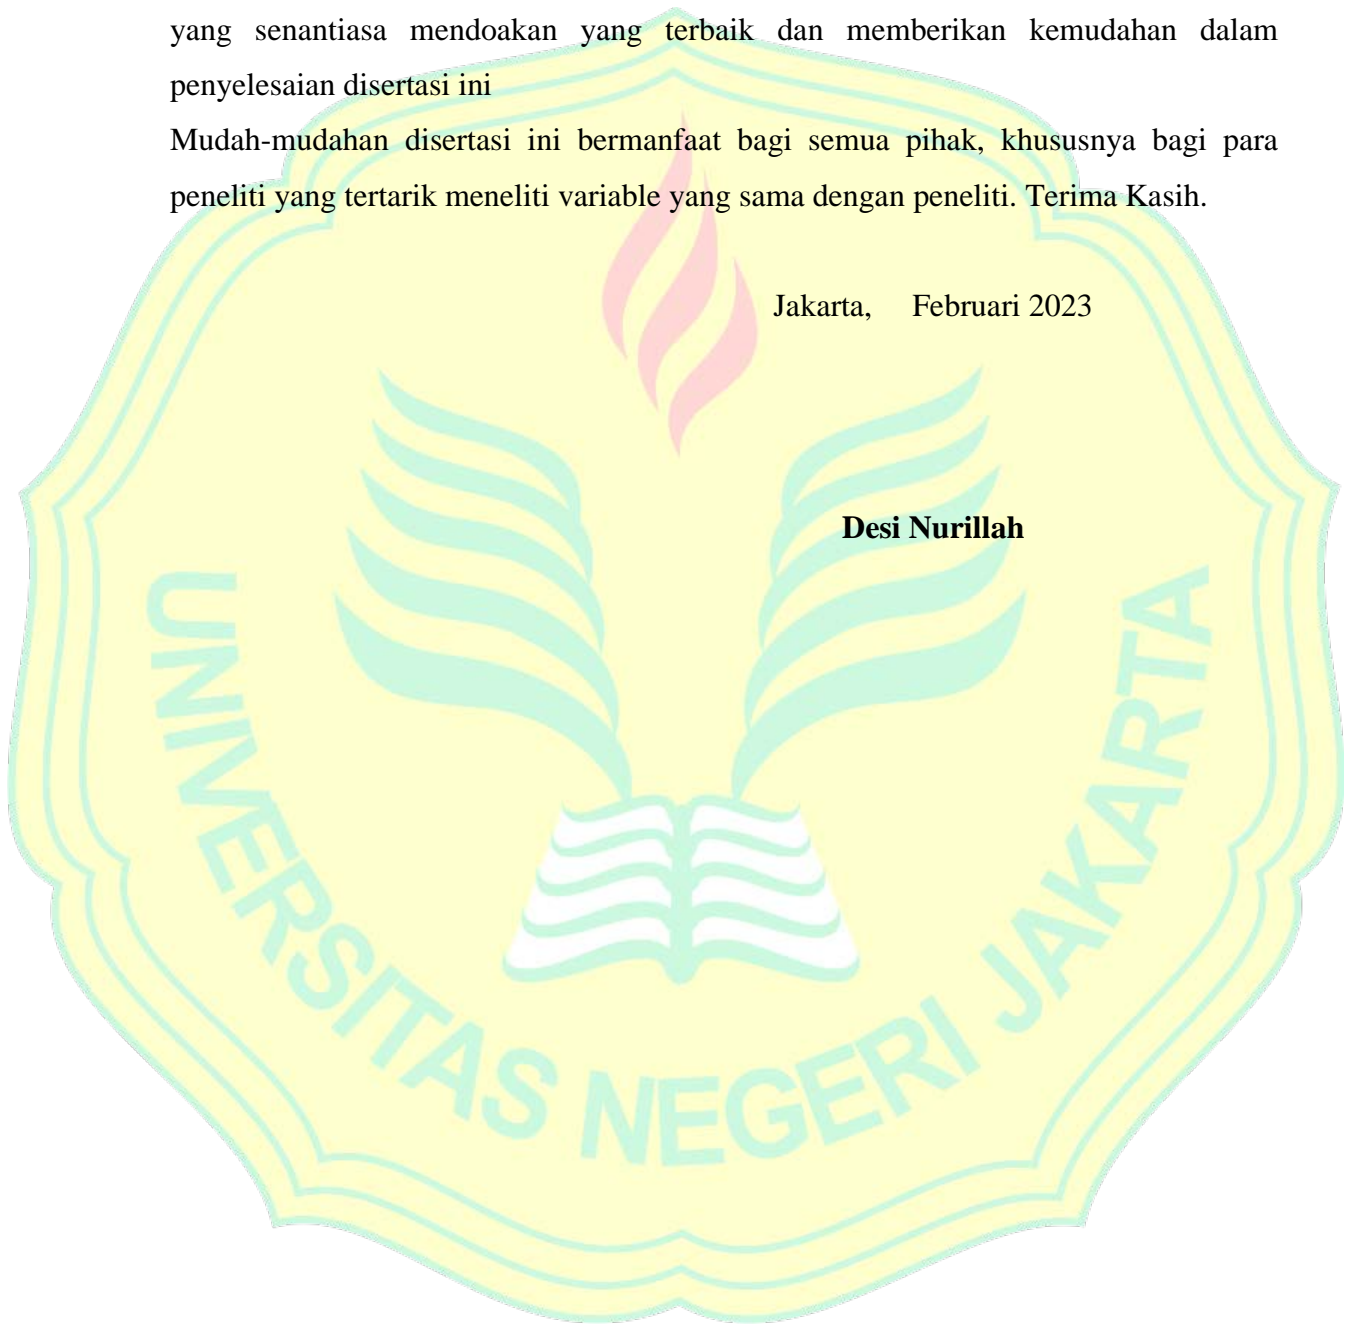 yang senantiasa mendoakan yang terbaik dan memberikan kemudahan dalam
penyelesaian disertasi ini
Mudah-mudahan disertasi ini bermanfaat bagi semua pihak, khususnya bagi para
peneliti yang tertarik meneliti variable yang sama dengan peneliti. Terima Kasih.
Jakarta, Februari 2023
Desi Nurillah
UNIVERSITAS NEGERI JAKARTA